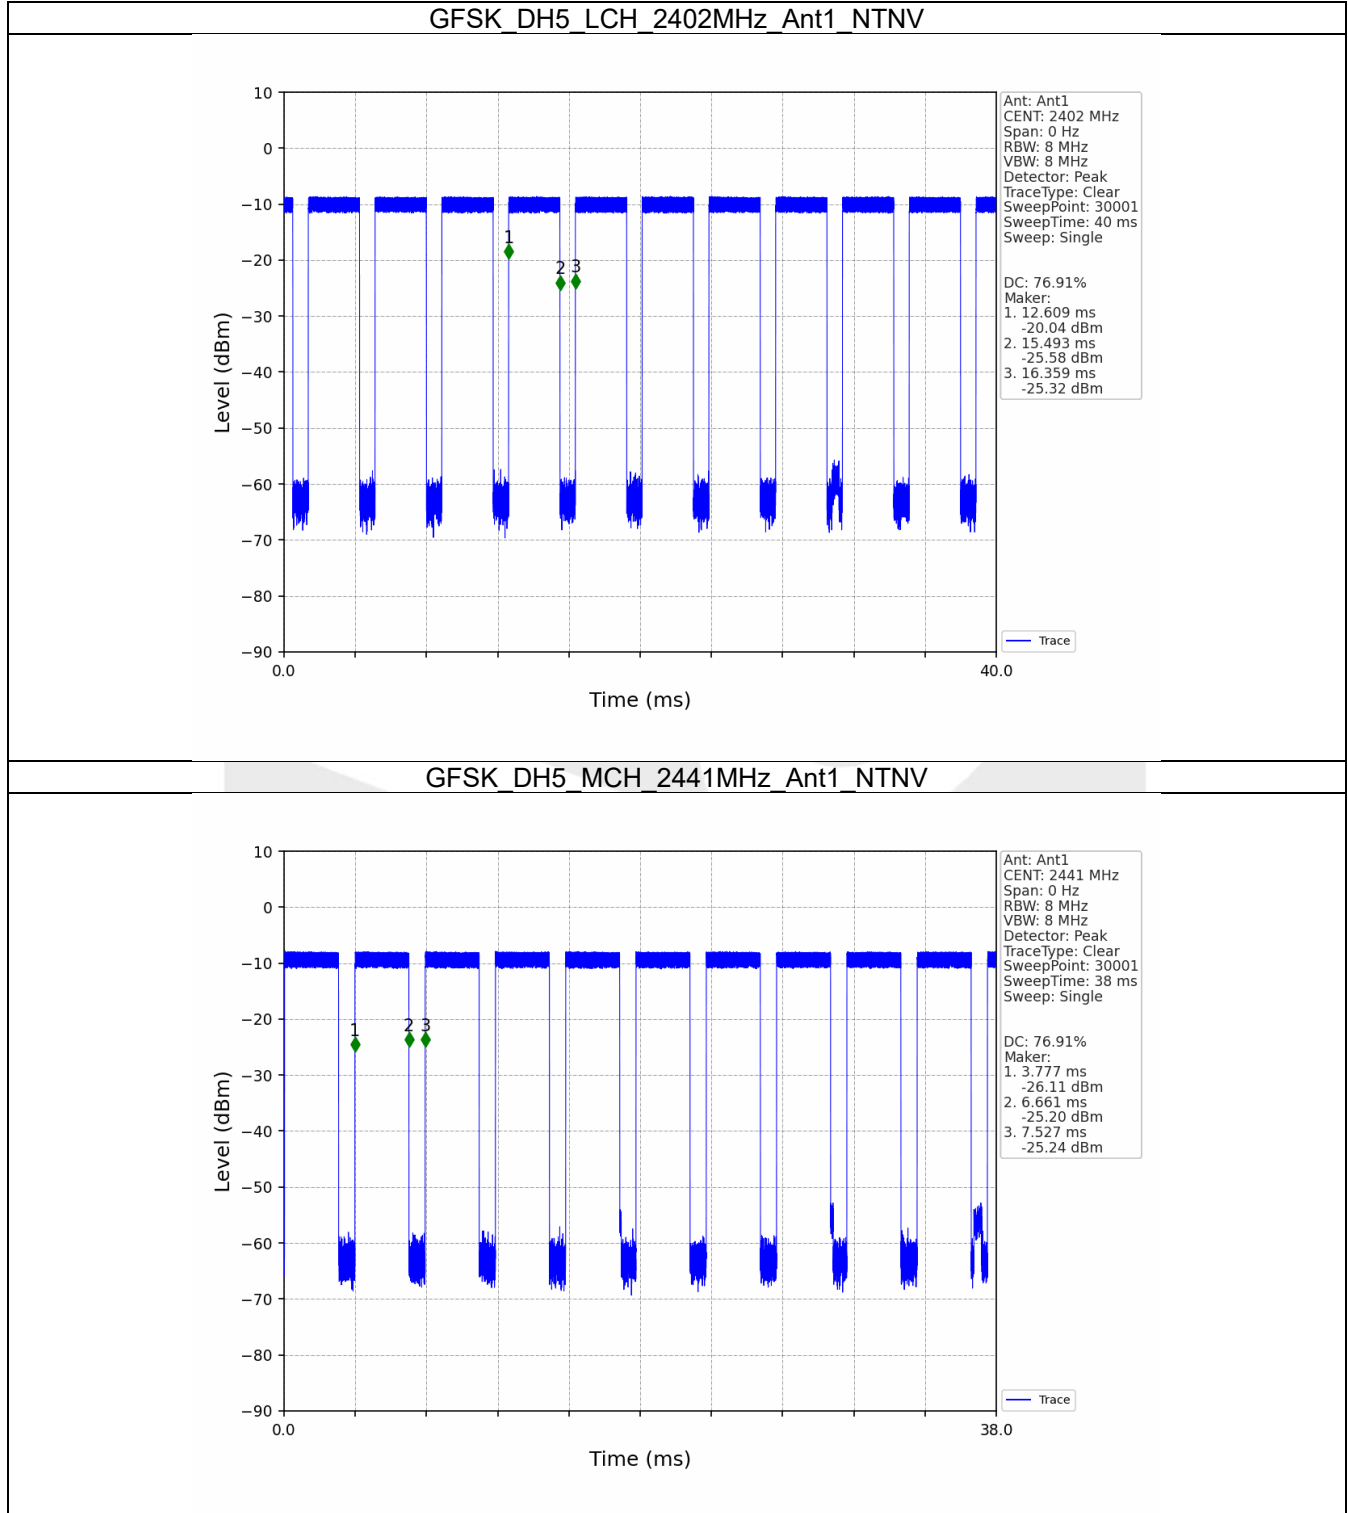 GFSK_DH5_LCH_2402MHz_Ant1_NTNV
10
0
−10
−20
−30
−40
−50
−60
−70
−80
−90
Level (dBm)
1
2 3
0.0
40.0
Time (ms)
Ant: Ant1
CENT: 2402 MHz
Span: 0 Hz
RBW: 8 MHz
VBW: 8 MHz
Detector: Peak
TraceType: Clear
SweepPoint: 30001
SweepTime: 40 ms
Sweep: Single
DC: 76.91%
Maker:
1. 12.609 ms
-20.04 dBm
2. 15.493 ms
-25.58 dBm
3. 16.359 ms
-25.32 dBm
Trace
GFSK_DH5_MCH_2441MHz_Ant1_NTNV
10
0
−10
−20
−30
−40
−50
−60
−70
−80
−90
Level (dBm)
1
2 3
0.0
38.0
Time (ms)
Ant: Ant1
CENT: 2441 MHz
Span: 0 Hz
RBW: 8 MHz
VBW: 8 MHz
Detector: Peak
TraceType: Clear
SweepPoint: 30001
SweepTime: 38 ms
Sweep: Single
DC: 76.91%
Maker:
1. 3.777 ms
-26.11 dBm
2. 6.661 ms
-25.20 dBm
3. 7.527 ms
-25.24 dBm
Trace